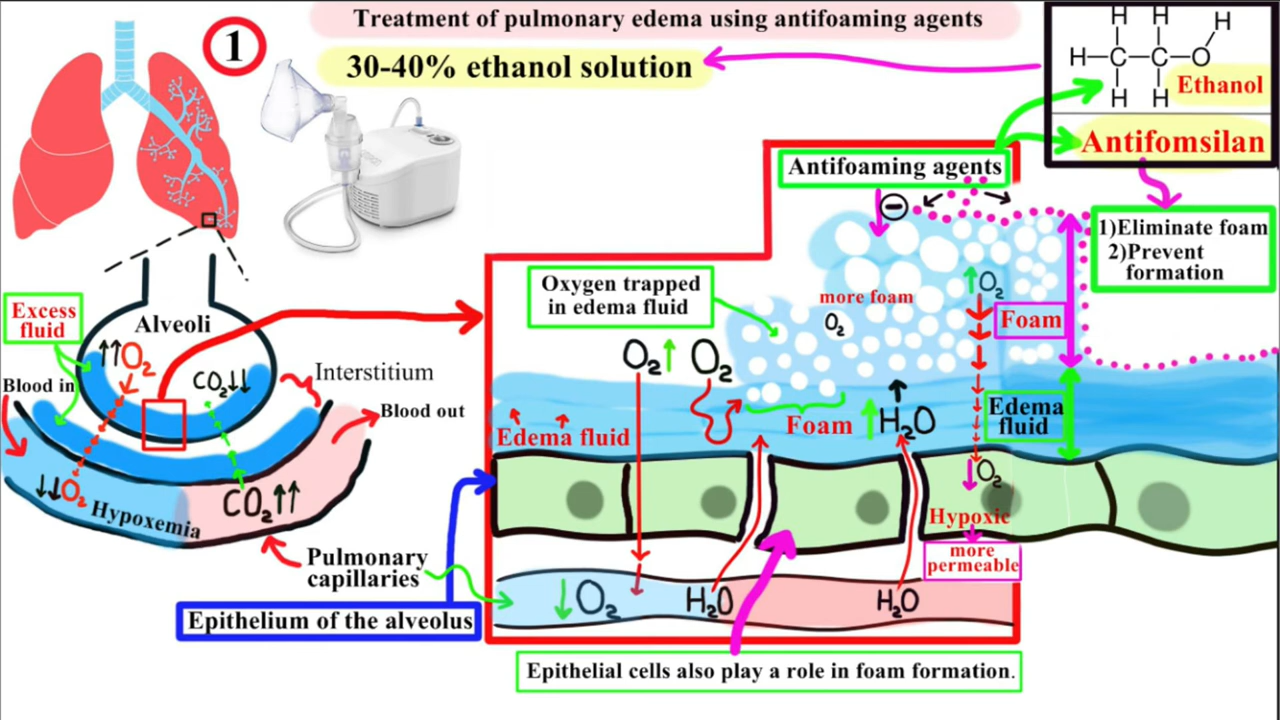 Treatment of pulmonary edema using antifoaming agents
1
30-40% ethanol solution
H H H
H-C-C-O
H H
Ethanol
Antifomsilan
Antifoaming agents
1)Eliminate foam
2)Prevent
formation
Oxygen trapped
in edema fluid
more foam
O₂
↑O₂
Foam
Excess
fluid
Alveoli
↑↑O₂
CO₂↓↓
Interstitium
Blood in
Blood out
O₂↑ O₂
Edema fluid
Foam
↑H₂O
Edema
fluid
↓↓O₂
Hypoxemia
CO₂↑↑
↓O₂
Hypoxic
more
permeable
Pulmonary
capillaries
↓O₂
H₂O
H₂O
Epithelium of the alveolus
Epithelial cells also play a role in foam formation.